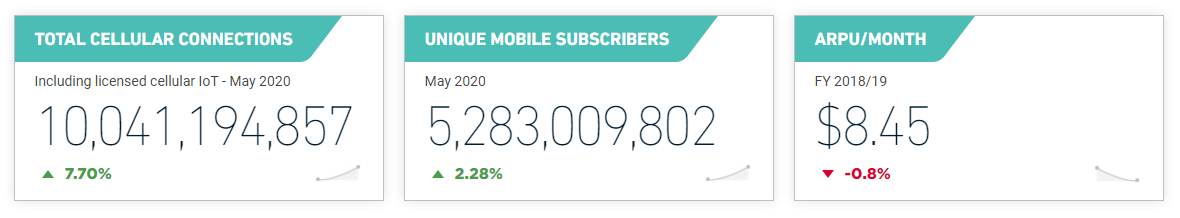 TOTAL CELLULAR CONNECTIONS
Including licensed cellular IoT - May 2020
10,041,194,857
7.70%
UNIQUE MOBILE SUBSCRIBERS
May 2020
5,283,009,802
2.28%
ARPU/MONTH
FY 2018/19
$8.45
-0.8%